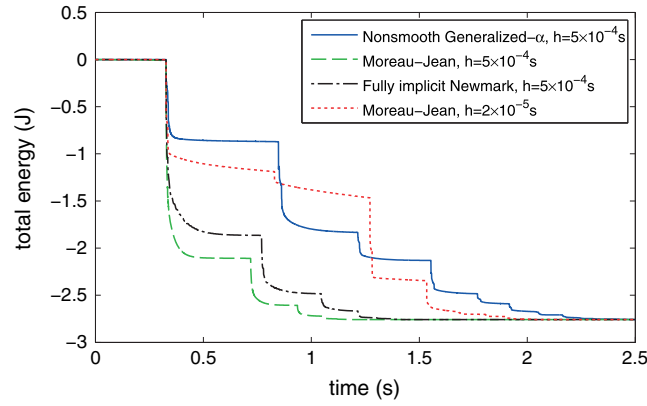 0.5
0
−0.5
−1
−1.5
−2
−2.5
−3
total energy (J)
Nonsmooth Generalized−α, h=5×10⁻⁴s
Moreau−Jean, h=5×10⁻⁴s
Fully implicit Newmark, h=5×10⁻⁴s
Moreau−Jean, h=2×10⁻⁵s
0 0.5 1 1.5 2 2.5
time (s)